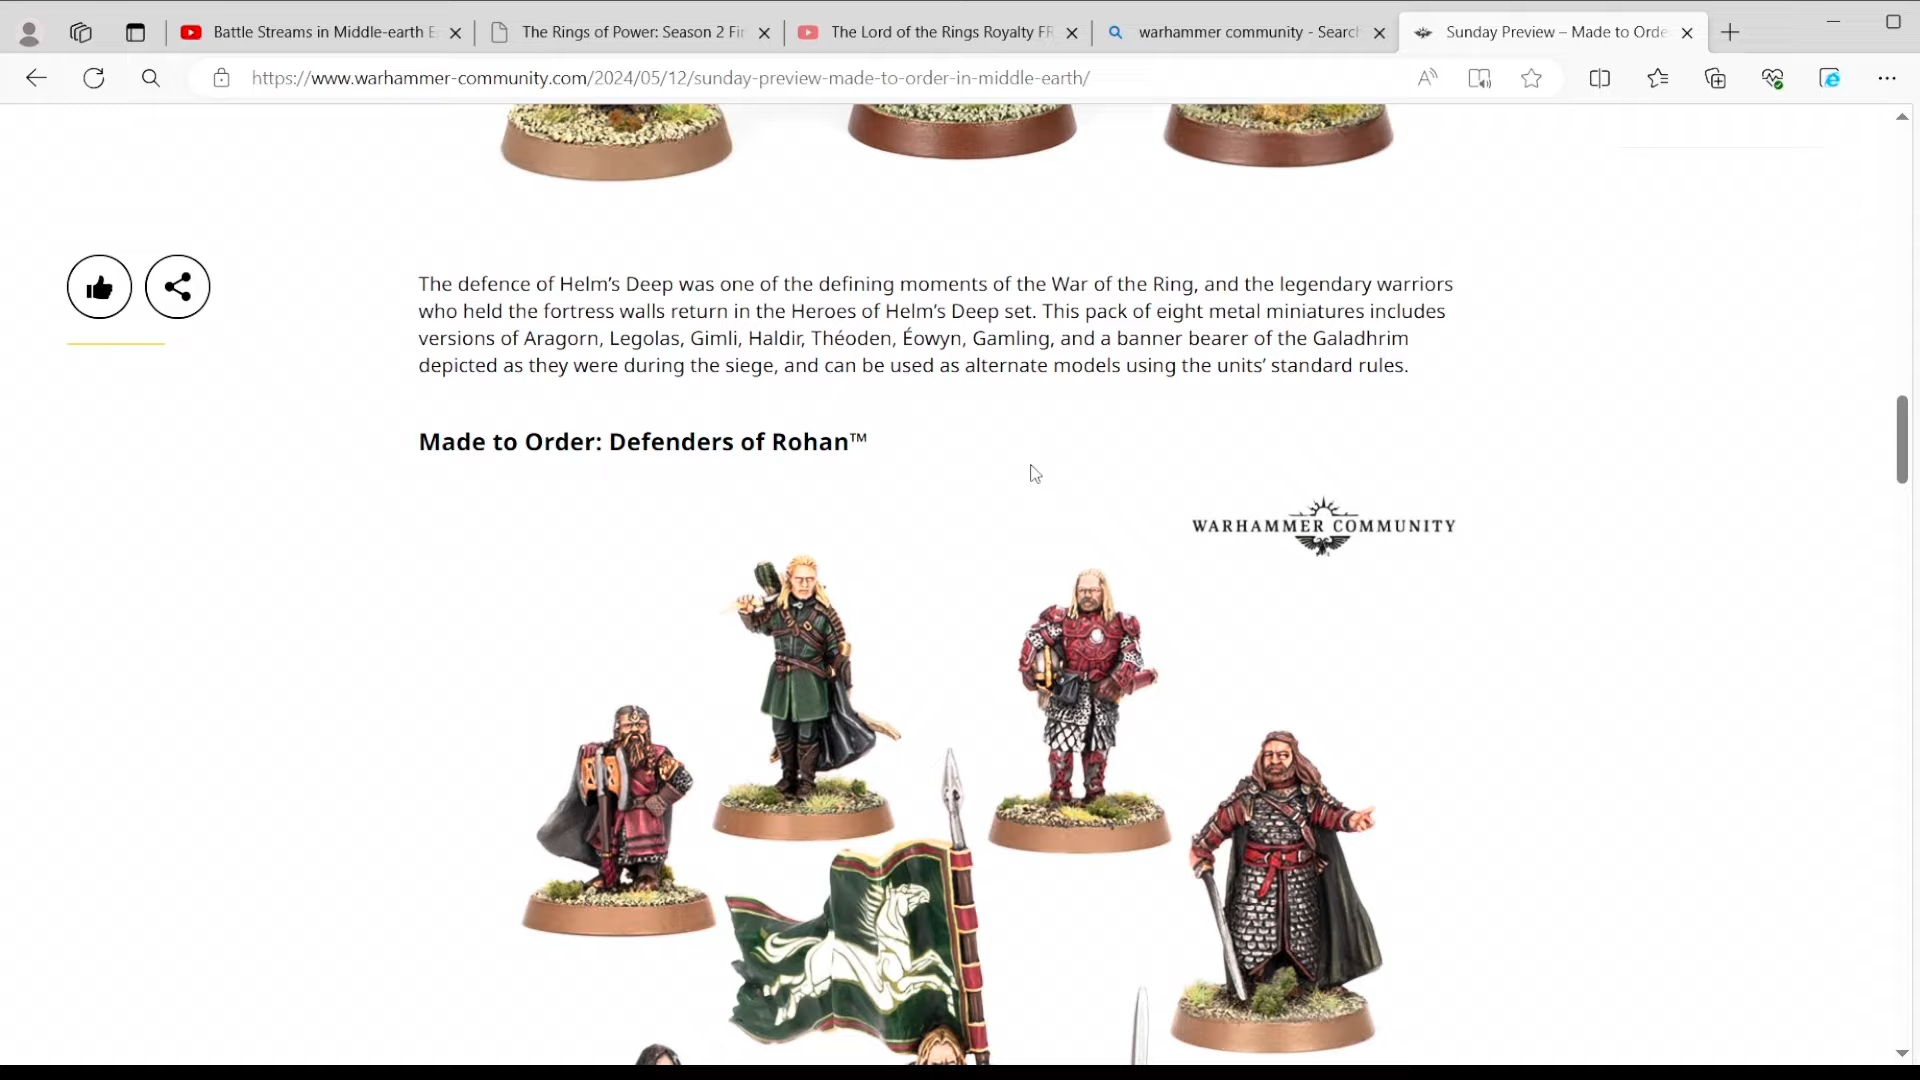 Battle Streams in Middle-earth E
The Rings of Power: Season 2 Fi
The Lord of the Rings Royalty FR
warhammer community - Search
Sunday Preview – Made to Orde
https://www.warhammer-community.com/2024/05/12/sunday-preview-made-to-order-in-middle-earth/
The defence of Helm's Deep was one of the defining moments of the War of the Ring, and the legendary warriors
who held the fortress walls return in the Heroes of Helm's Deep set. This pack of eight metal miniatures includes
versions of Aragorn, Legolas, Gimli, Haldir, Théoden, Éowyn, Gamling, and a banner bearer of the Galadhrim
depicted as they were during the siege, and can be used as alternate models using the units' standard rules.
Made to Order: Defenders of Rohan™
WARHAMMER COMMUNITY